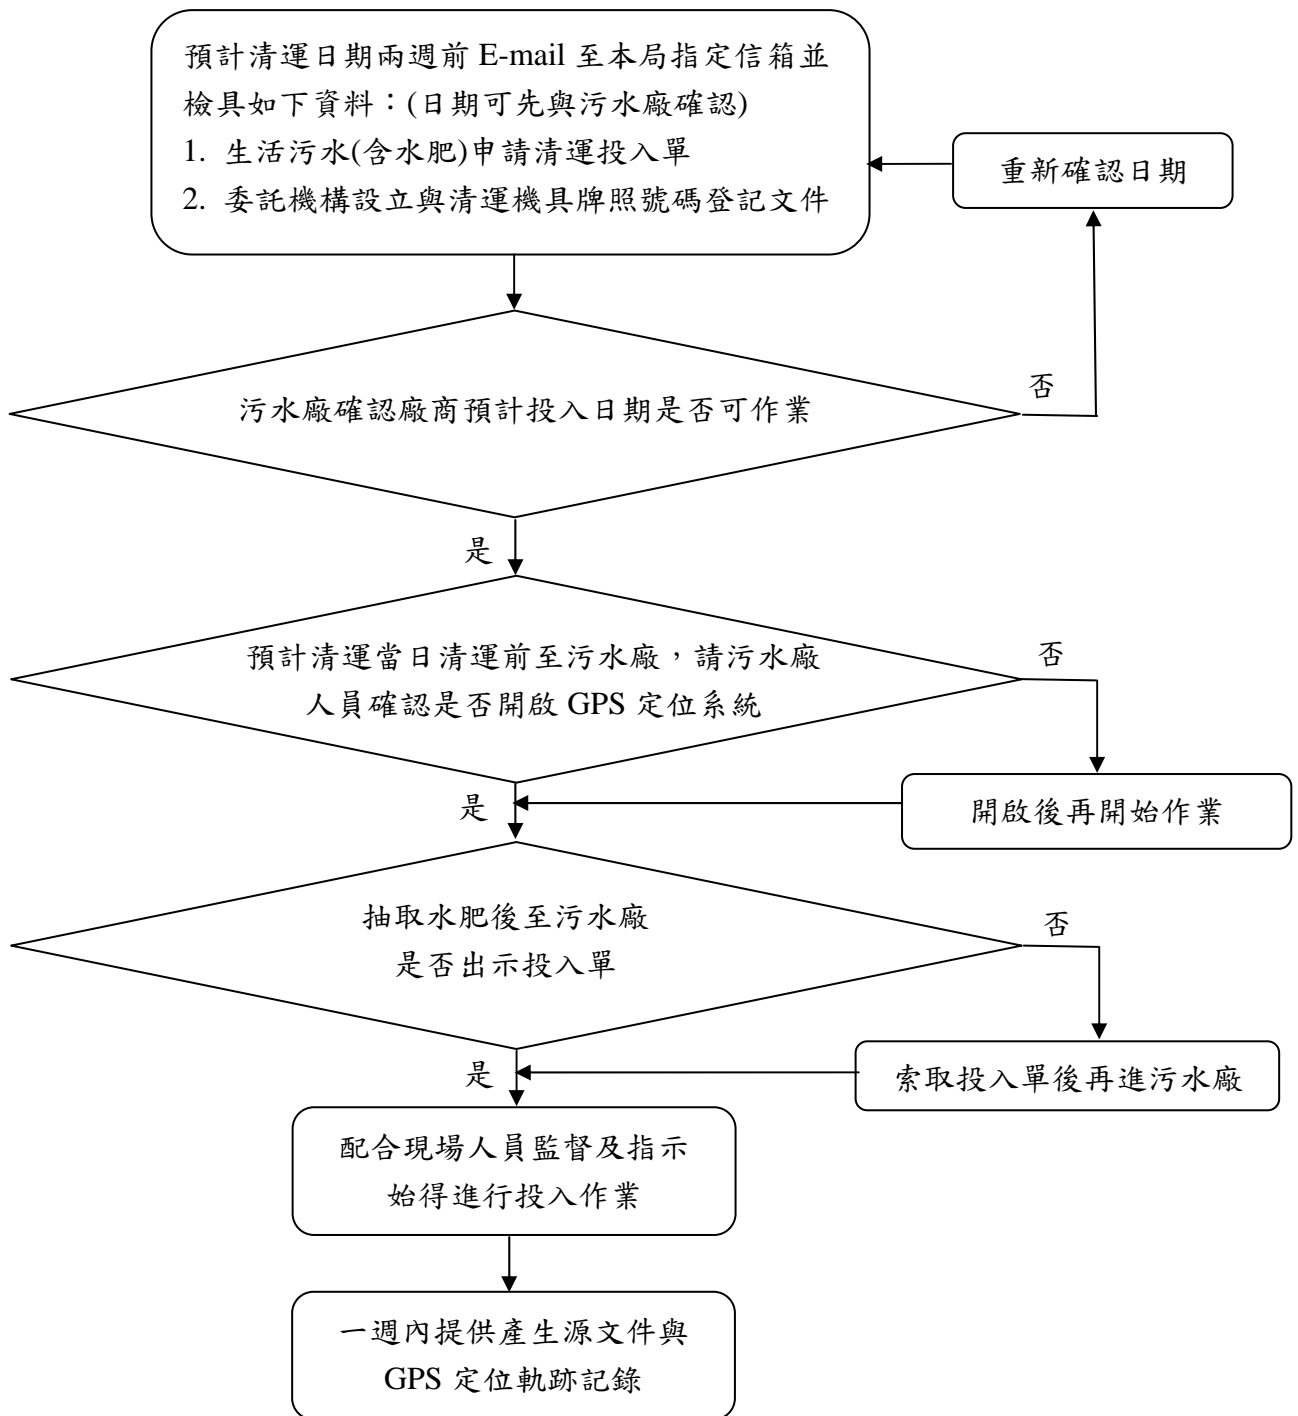 預計清運日期兩週前 E-mail 至本局指定信箱並
檢具如下資料：(日期可先與污水廠確認)
1. 生活污水(含水肥)申請清運投入單
2. 委託機構設立與清運機具牌照號碼登記文件
重新確認日期
否
污水廠確認廠商預計投入日期是否可作業
是
預計清運當日清運前至污水廠，請污水廠
人員確認是否開啟 GPS 定位系統
否
是
開啟後再開始作業
抽取水肥後至污水廠
是否出示投入單
否
是
索取投入單後再進污水廠
配合現場人員監督及指示
始得進行投入作業
一週內提供產生源文件與
GPS 定位軌跡記錄